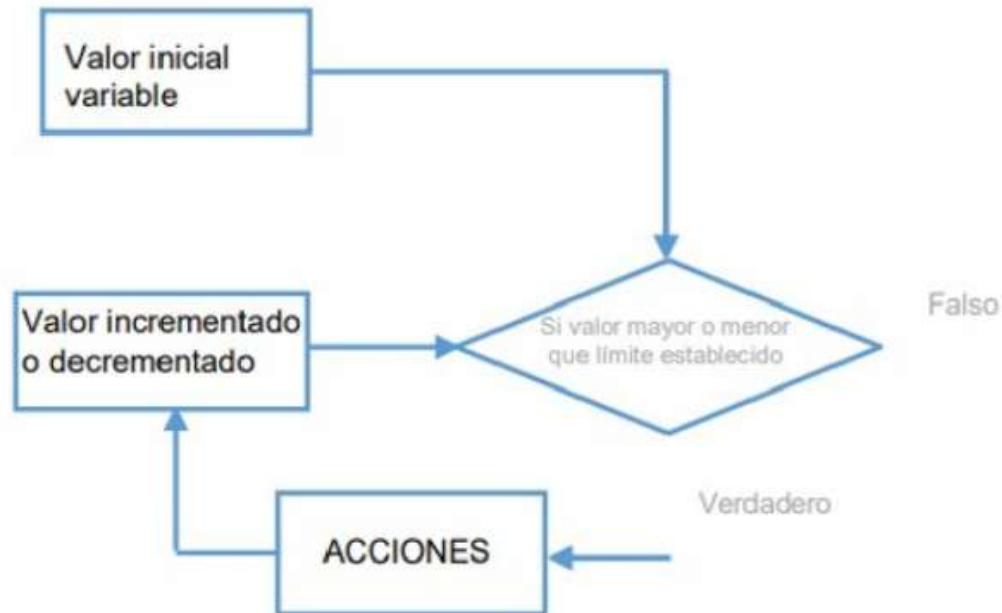 Valor inicial
variable
Valor incrementado
o decrementado
Si valor mayor o menor
que límite establecido
Falso
Verdadero
ACCIONES